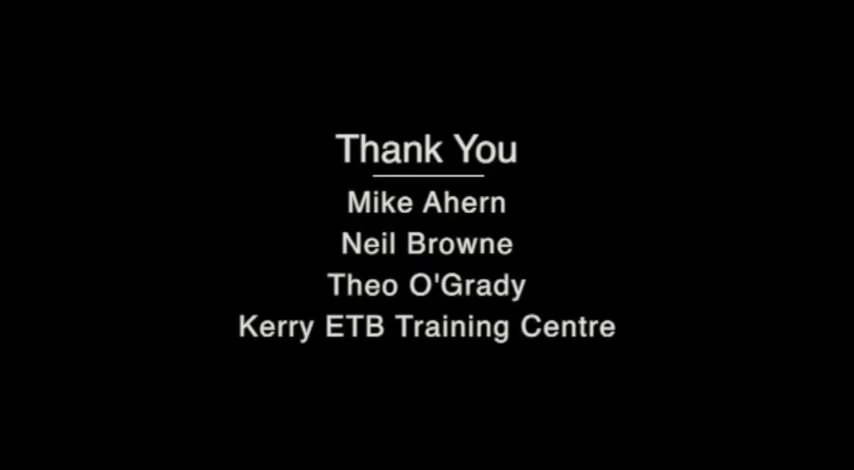 Thank You
Mike Ahern
Neil Browne
Theo O'Grady
Kerry ETB Training Centre